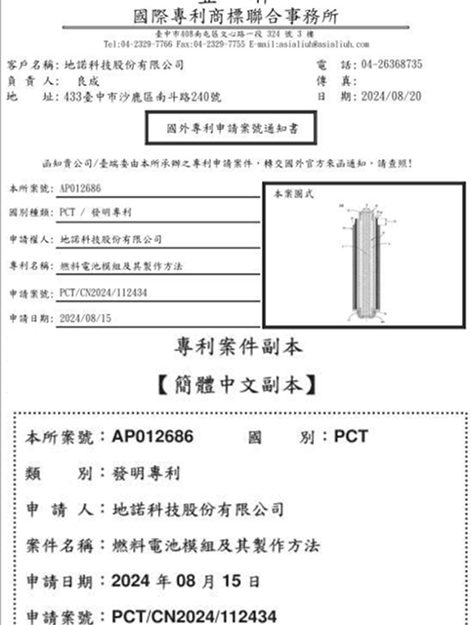 國際專利商標聯合事務所
臺中市408南屯區文心路一段 324 號 3 樓
Tel:04-2329-7766 Fax:04-2329-7755 E-mail:asialiuh@asialiuh.com
客戶名稱: 地諾科技股份有限公司 電 話: 04-26368735
負 責 人: 良成 傳 真:
地 址: 433臺中市沙鹿區南斗路240號 日 期: 2024/08/20
國外專利申請案號通知書
函知貴公司/臺端委由本所承辦之專利申請案件，轉交國外官方來函通知，請查照!
本所案號: AP012686
本案圖式
國別種類: PCT / 發明專利
申請權人: 地諾科技股份有限公司
專利名稱: 燃料電池模組及其製作方法
申請案號: PCT/CN2024/112434
申請日期: 2024/08/15
專利案件副本
【簡體中文副本】
本所案號：AP012686 國 別：PCT
類 別：發明專利
申 請 人：地諾科技股份有限公司
案件名稱：燃料電池模組及其製作方法
申請日期：2024 年 08 月 15 日
申請案號：PCT/CN2024/112434